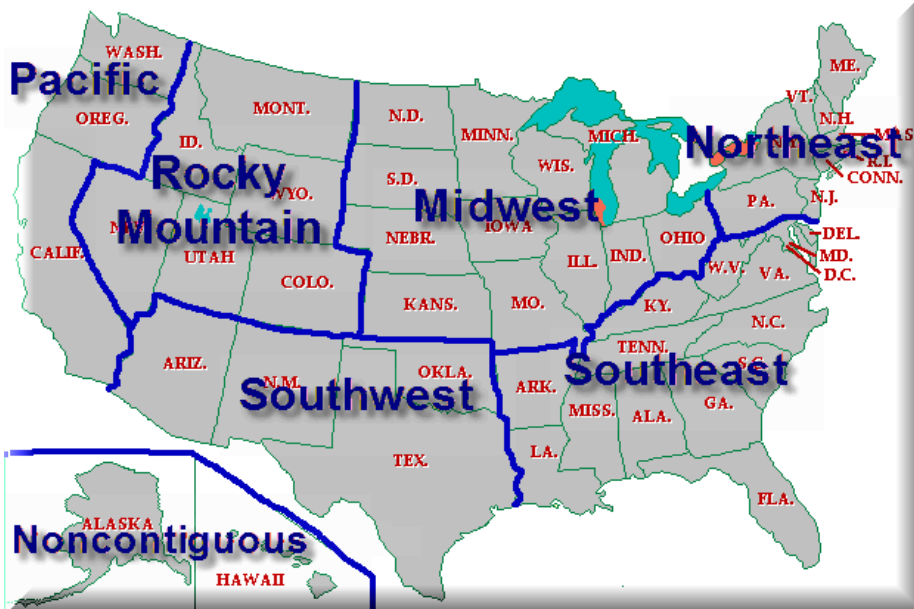 WASH.
Pacific
OREG.
MONT.
ID.
N.D.
MINN.
MICH.
ME.
VT.
N.H.
MAS
Northeast
R.I.
CONN.
WIS.
Rocky
WYO.
S.D.
PA.
N.J.
Mountain
Midwest
NEBR.
IOWA
OHIO
DEL.
CALIF.
UTAH
ILL.
IND.
W.V.
MD.
VA.
D.C.
COLO.
KANS.
MO.
KY.
N.C.
TENN.
ARIZ.
OKLA.
Southeast
S.C.
N.M.
Southwest
ARK.
MISS.
ALA.
GA.
TEX.
LA.
FLA.
ALASKA
Noncontiguous
HAWAII